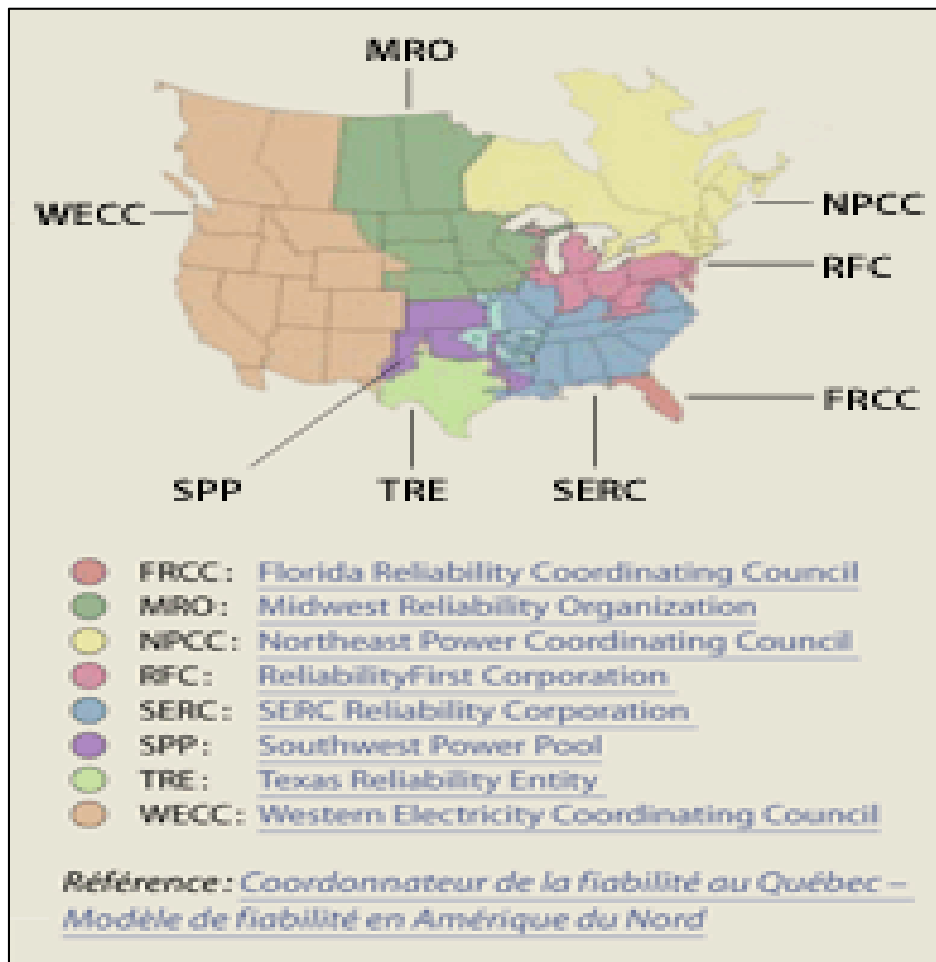 MRO
WECC
NPCC
RFC
FRCC
SPP
TRE
SERC
FRCC: Florida Reliability Coordinating Council
MRO: Midwest Reliability Organization
NPCC: Northeast Power Coordinating Council
RFC: ReliabilityFirst Corporation
SERC: SERC Reliability Corporation
SPP: Southwest Power Pool
TRE: Texas Reliability Entity
WECC: Western Electricity Coordinating Council
Référence: Coordonnateur de la fiabilité au Québec –
Modèle de fiabilité en Amérique du Nord